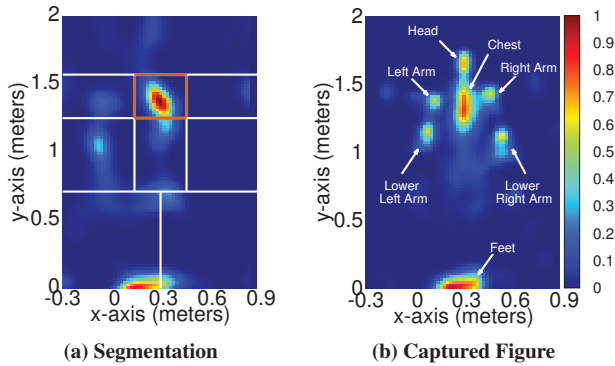 2
1.5
1
0.5
0
-0.3 0 0.3 0.6 0.9
x-axis (meters)
y-axis (meters)
(a) Segmentation
2
1.5
1
0.5
0
-0.3 0 0.3 0.6 0.9
x-axis (meters)
y-axis (meters)
Head
Chest
Left Arm
Right Arm
Lower
Left Arm
Lower
Right Arm
Feet
(b) Captured Figure
1
0.9
0.8
0.7
0.6
0.5
0.4
0.3
0.2
0.1
0